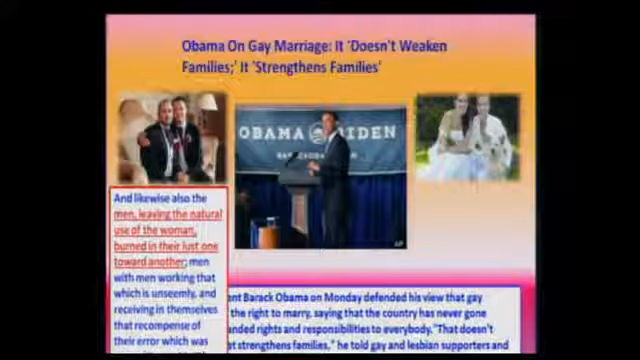 Obama On Gay Marriage: It 'Doesn't Weaken
Families;' It 'Strengthens Families'
OBAMA BIDEN
AP
And likewise also the
men, leaving the natural
use of the woman,
burned in their lust one
toward another; men
with men working that
which is unseemly, and
receiving in themselves
that recompense of
their error which was
ent Barack Obama on Monday defended his view that gay
the right to marry, saying that the country has never gone
anded rights and responsibilities to everybody. "That doesn't
at strengthens families," he told gay and lesbian supporters and